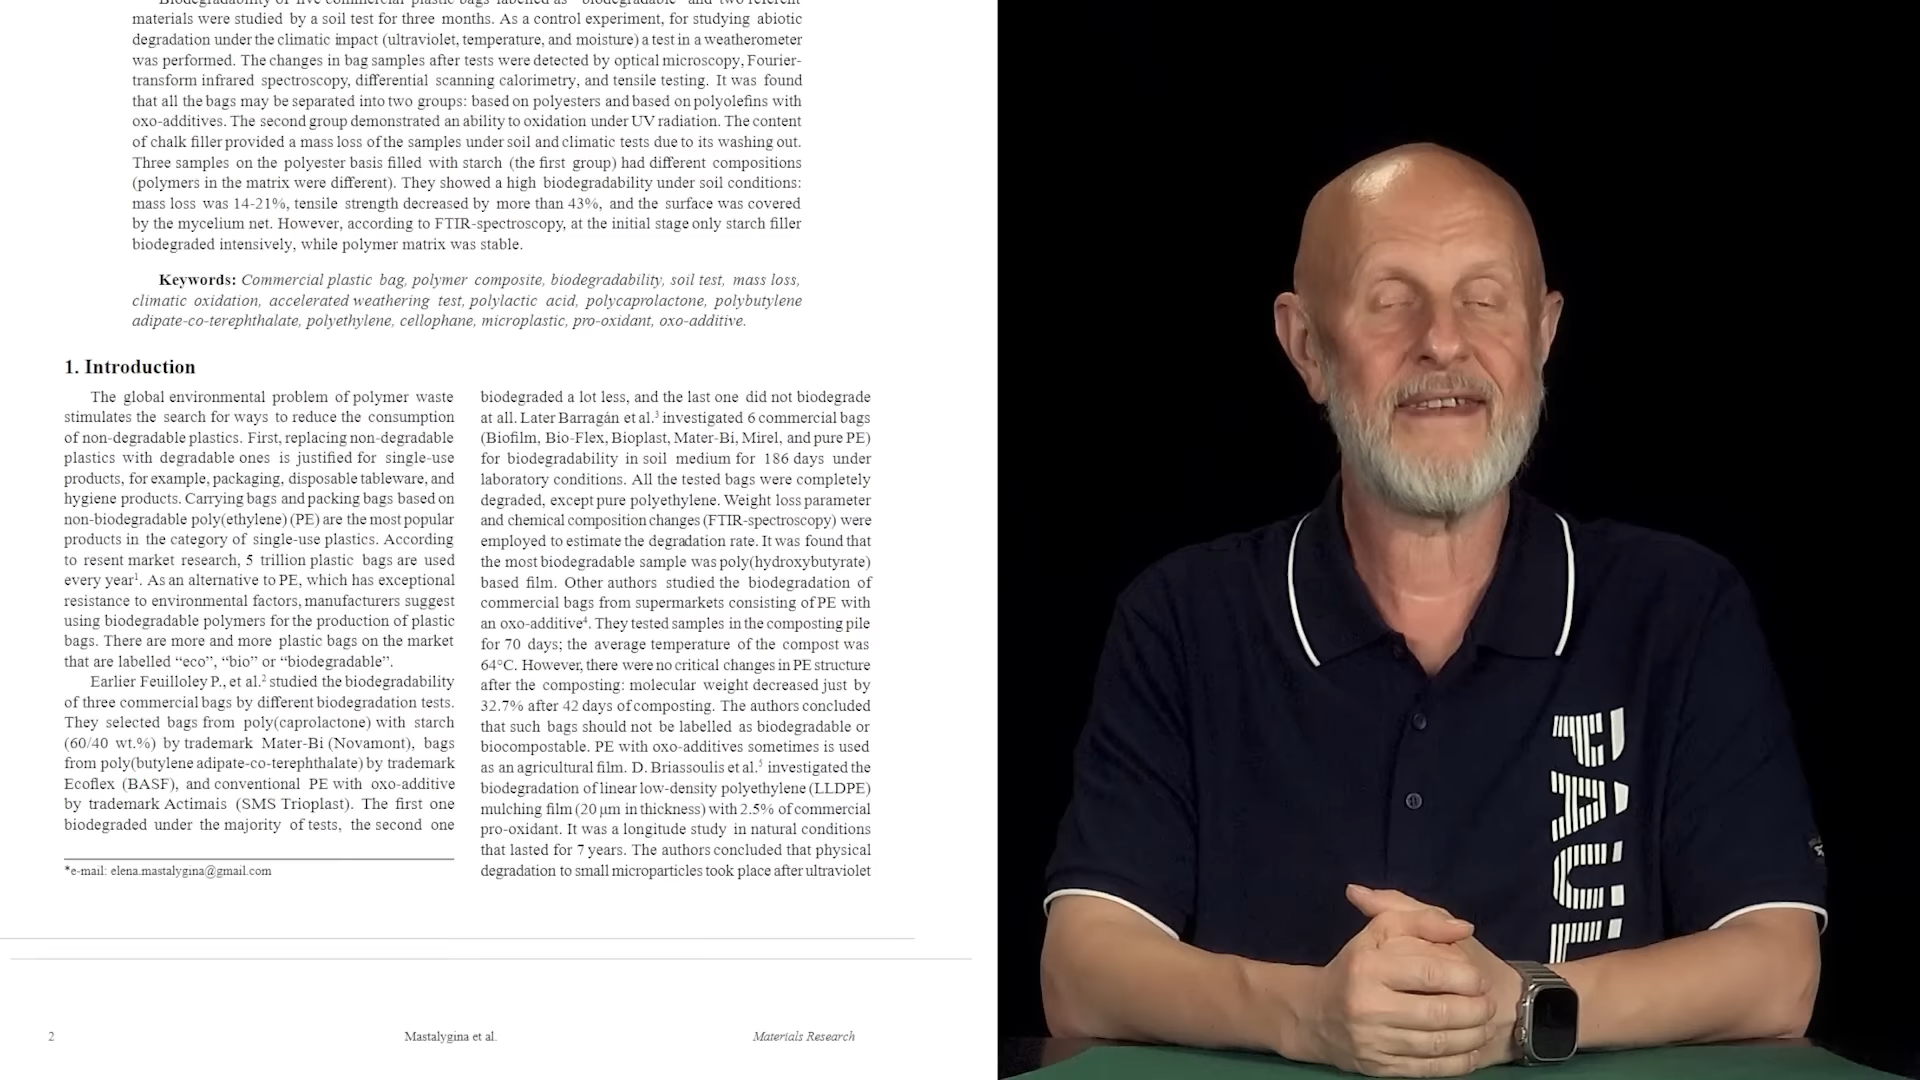 materials were studied by a soil test for three months. As a control experiment, for studying abiotic
degradation under the climatic impact (ultraviolet, temperature, and moisture) a test in a weatherometer
was performed. The changes in bag samples after tests were detected by optical microscopy, Fourier-
transform infrared spectroscopy, differential scanning calorimetry, and tensile testing. It was found
that all the bags may be separated into two groups: based on polyesters and based on polyolefins with
oxo-additives. The second group demonstrated an ability to oxidation under UV radiation. The content
of chalk filler provided a mass loss of the samples under soil and climatic tests due to its washing out.
Three samples on the polyester basis filled with starch (the first group) had different compositions
(polymers in the matrix were different). They showed a high biodegradability under soil conditions:
mass loss was 14-21%, tensile strength decreased by more than 43%, and the surface was covered
by the mycelium net. However, according to FTIR-spectroscopy, at the initial stage only starch filler
biodegraded intensively, while polymer matrix was stable.
Keywords: Commercial plastic bag, polymer composite, biodegradability, soil test, mass loss,
climatic oxidation, accelerated weathering test, polylactic acid, polycaprolactone, polybutylene
adipate-co-terephthalate, polyethylene, cellophane, microplastic, pro-oxidant, oxo-additive.
1. Introduction
The global environmental problem of polymer waste
stimulates the search for ways to reduce the consumption
of non-degradable plastics. First, replacing non-degradable
plastics with degradable ones is justified for single-use
products, for example, packaging, disposable tableware, and
hygiene products. Carrying bags and packing bags based on
non-biodegradable poly(ethylene) (PE) are the most popular
products in the category of single-use plastics. According
to resent market research, 5 trillion plastic bags are used
every year¹. As an alternative to PE, which has exceptional
resistance to environmental factors, manufacturers suggest
using biodegradable polymers for the production of plastic
bags. There are more and more plastic bags on the market
that are labelled “eco”, “bio” or “biodegradable”.
Earlier Feuilloley P., et al.² studied the biodegradability
of three commercial bags by different biodegradation tests.
They selected bags from poly(caprolactone) with starch
(60/40 wt.%) by trademark Mater-Bi (Novamont), bags
from poly(butylene adipate-co-terephthalate) by trademark
Ecoflex (BASF), and conventional PE with oxo-additive
by trademark Actimais (SMS Trioplast). The first one
biodegraded under the majority of tests, the second one
*e-mail: elena.mastalygina@gmail.com
biodegraded a lot less, and the last one did not biodegrade
at all. Later Barragán et al.³ investigated 6 commercial bags
(Biofilm, Bio-Flex, Bioplast, Mater-Bi, Mirel, and pure PE)
for biodegradability in soil medium for 186 days under
laboratory conditions. All the tested bags were completely
degraded, except pure polyethylene. Weight loss parameter
and chemical composition changes (FTIR-spectroscopy) were
employed to estimate the degradation rate. It was found that
the most biodegradable sample was poly(hydroxybutyrate)
based film. Other authors studied the biodegradation of
commercial bags from supermarkets consisting of PE with
an oxo-additive⁴. They tested samples in the composting pile
for 70 days; the average temperature of the compost was
64°C. However, there were no critical changes in PE structure
after the composting: molecular weight decreased just by
32.7% after 42 days of composting. The authors concluded
that such bags should not be labelled as biodegradable or
biocompostable. PE with oxo-additives sometimes is used
as an agricultural film. D. Briassoulis et al.⁵ investigated the
biodegradation of linear low-density polyethylene (LLDPE)
mulching film (20 µm in thickness) with 2.5% of commercial
pro-oxidant. It was a longitude study in natural conditions
that lasted for 7 years. The authors concluded that physical
degradation to small microparticles took place after ultraviolet
2
Mastalygina et al.
Materials Research
PAUL